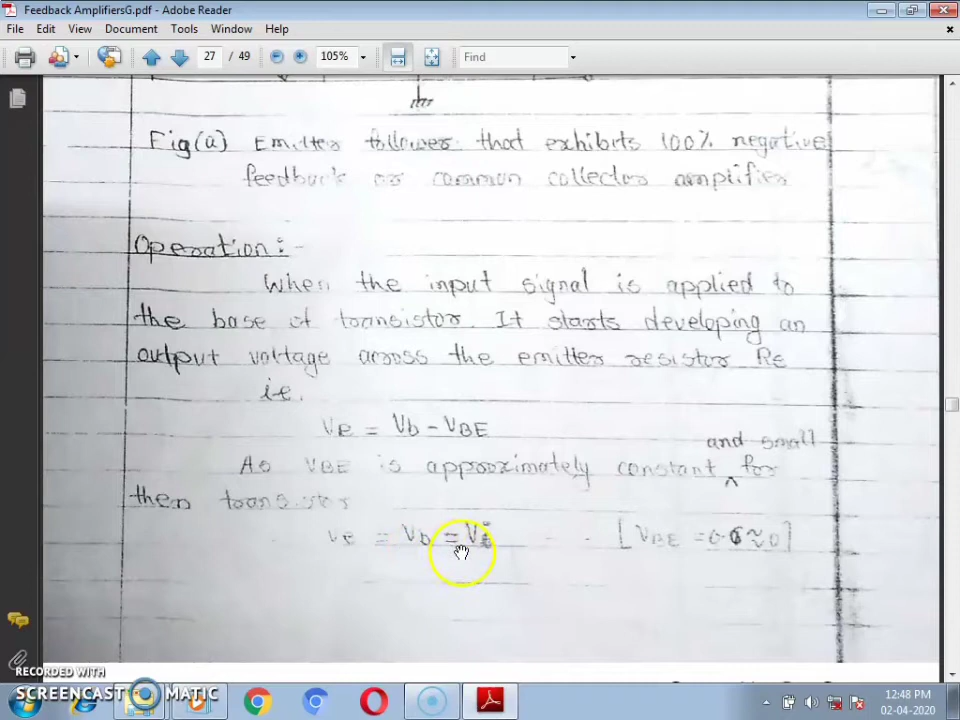 Feedback AmplifiersG.pdf - Adobe Reader
File Edit View Document Tools Window Help
27 / 49 105% Find
Fig(a) Emitter follower that exhibits 100% negative
feedback or common collector amplifier
Operation:-
When the input signal is applied to
the base of transistor. It starts developing an
output voltage across the emitter resistor RE
ie.
Ve = Vb - VBE
and small
As VBE is approximately constant ^ for
then transistor
Ve = Vb = Vi [VBE = 0.6 ≈ 0]
RECORDED WITH
SCREENCAST MATIC
12:48 PM
02-04-2020